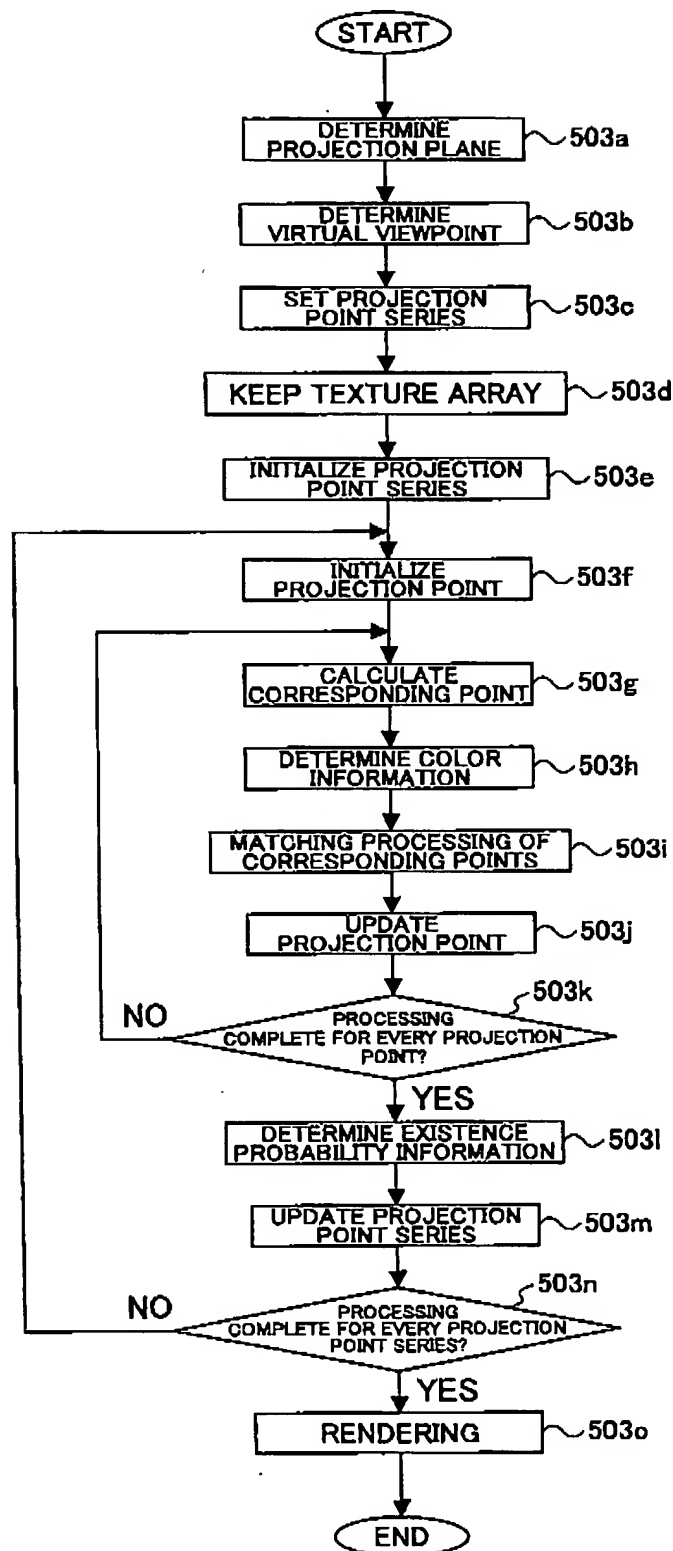 START
DETERMINE
PROJECTION PLANE
503a
DETERMINE
VIRTUAL VIEWPOINT
503b
SET PROJECTION
POINT SERIES
503c
KEEP TEXTURE ARRAY
503d
INITIALIZE PROJECTION
POINT SERIES
503e
INITIALIZE
PROJECTION POINT
503f
CALCULATE
CORRESPONDING POINT
503g
DETERMINE COLOR
INFORMATION
503h
MATCHING PROCESSING OF
CORRESPONDING POINTS
503i
UPDATE
PROJECTION POINT
503j
503k
NO
PROCESSING
COMPLETE FOR EVERY PROJECTION
POINT?
YES
DETERMINE EXISTENCE
PROBABILITY INFORMATION
503l
UPDATE PROJECTION
POINT SERIES
503m
503n
NO
PROCESSING
COMPLETE FOR EVERY PROJECTION
POINT SERIES?
YES
RENDERING
503o
END